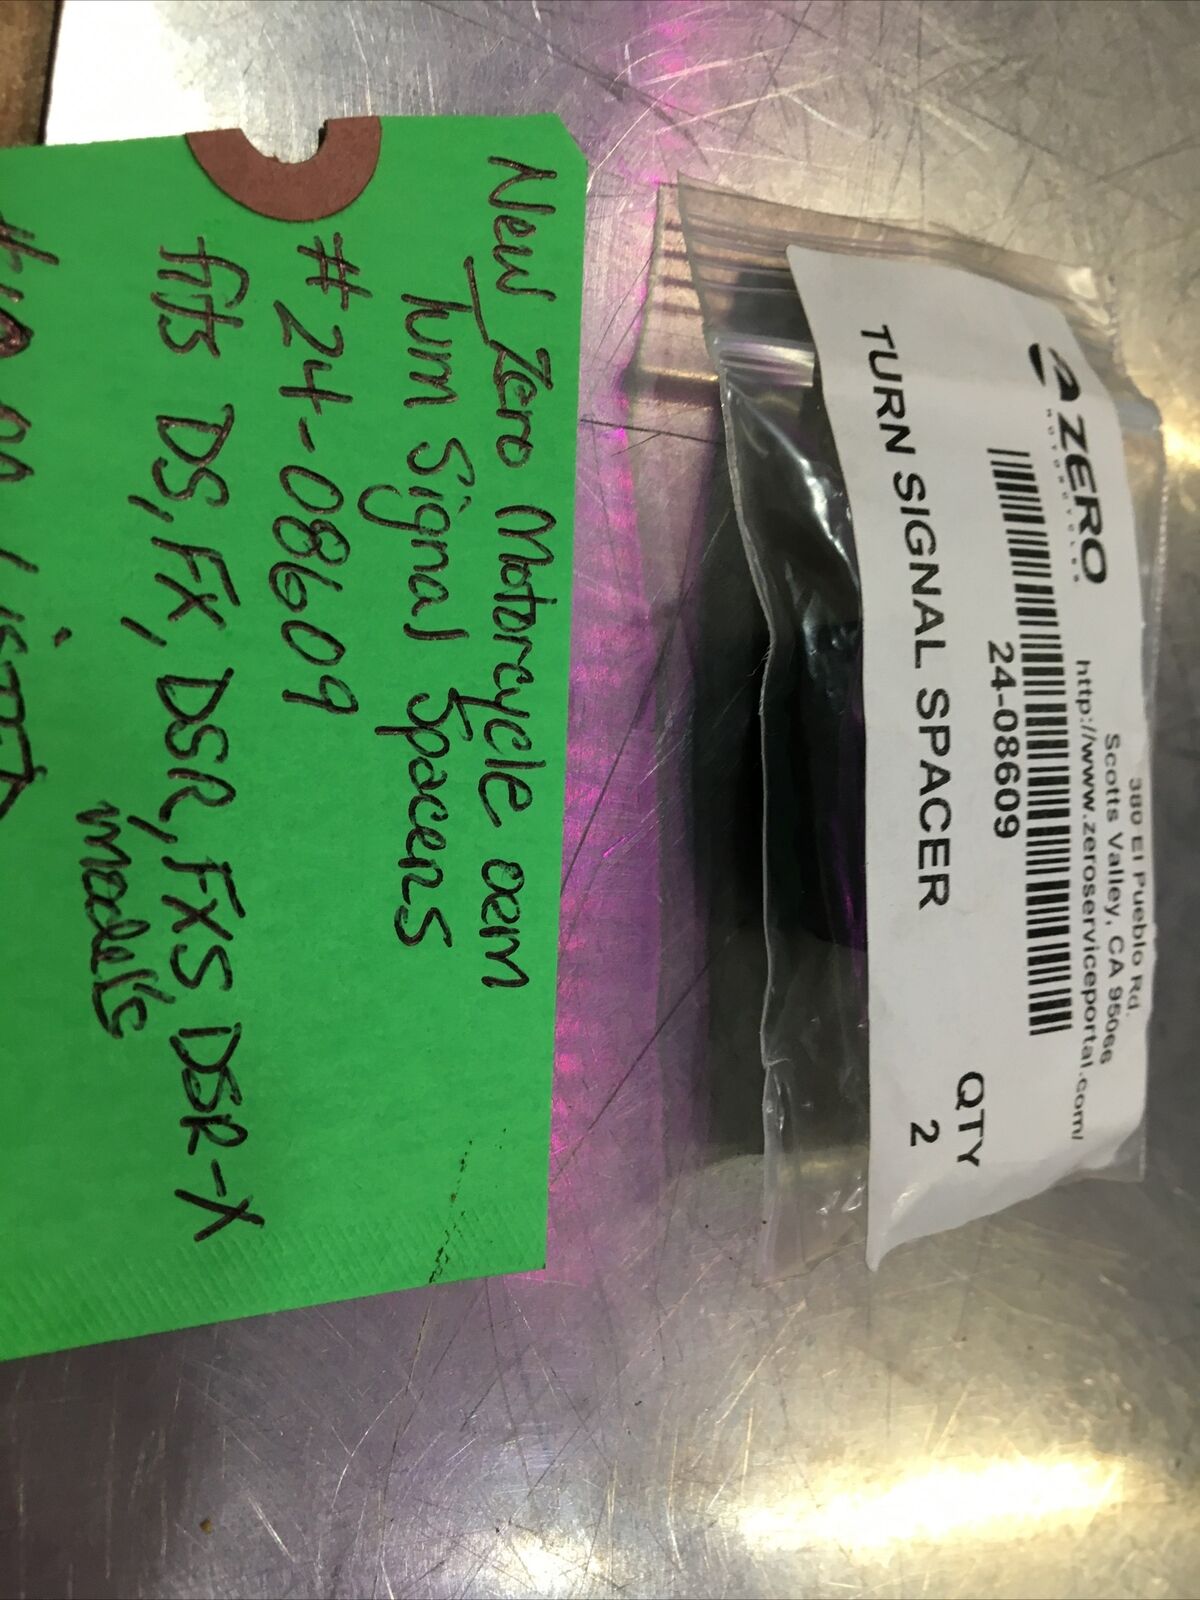 New Zero Motorcycle oem
Turn Signal Spacers
#24-08609
fits DS, FX, DSR, FXS DSR-X
models
ZERO
MOTORCYCLES
380 El Pueblo Rd.
Scotts Valley, CA 95066
http://www.zeroserviceportal.com/
24-08609
TURN SIGNAL SPACER
QTY
2